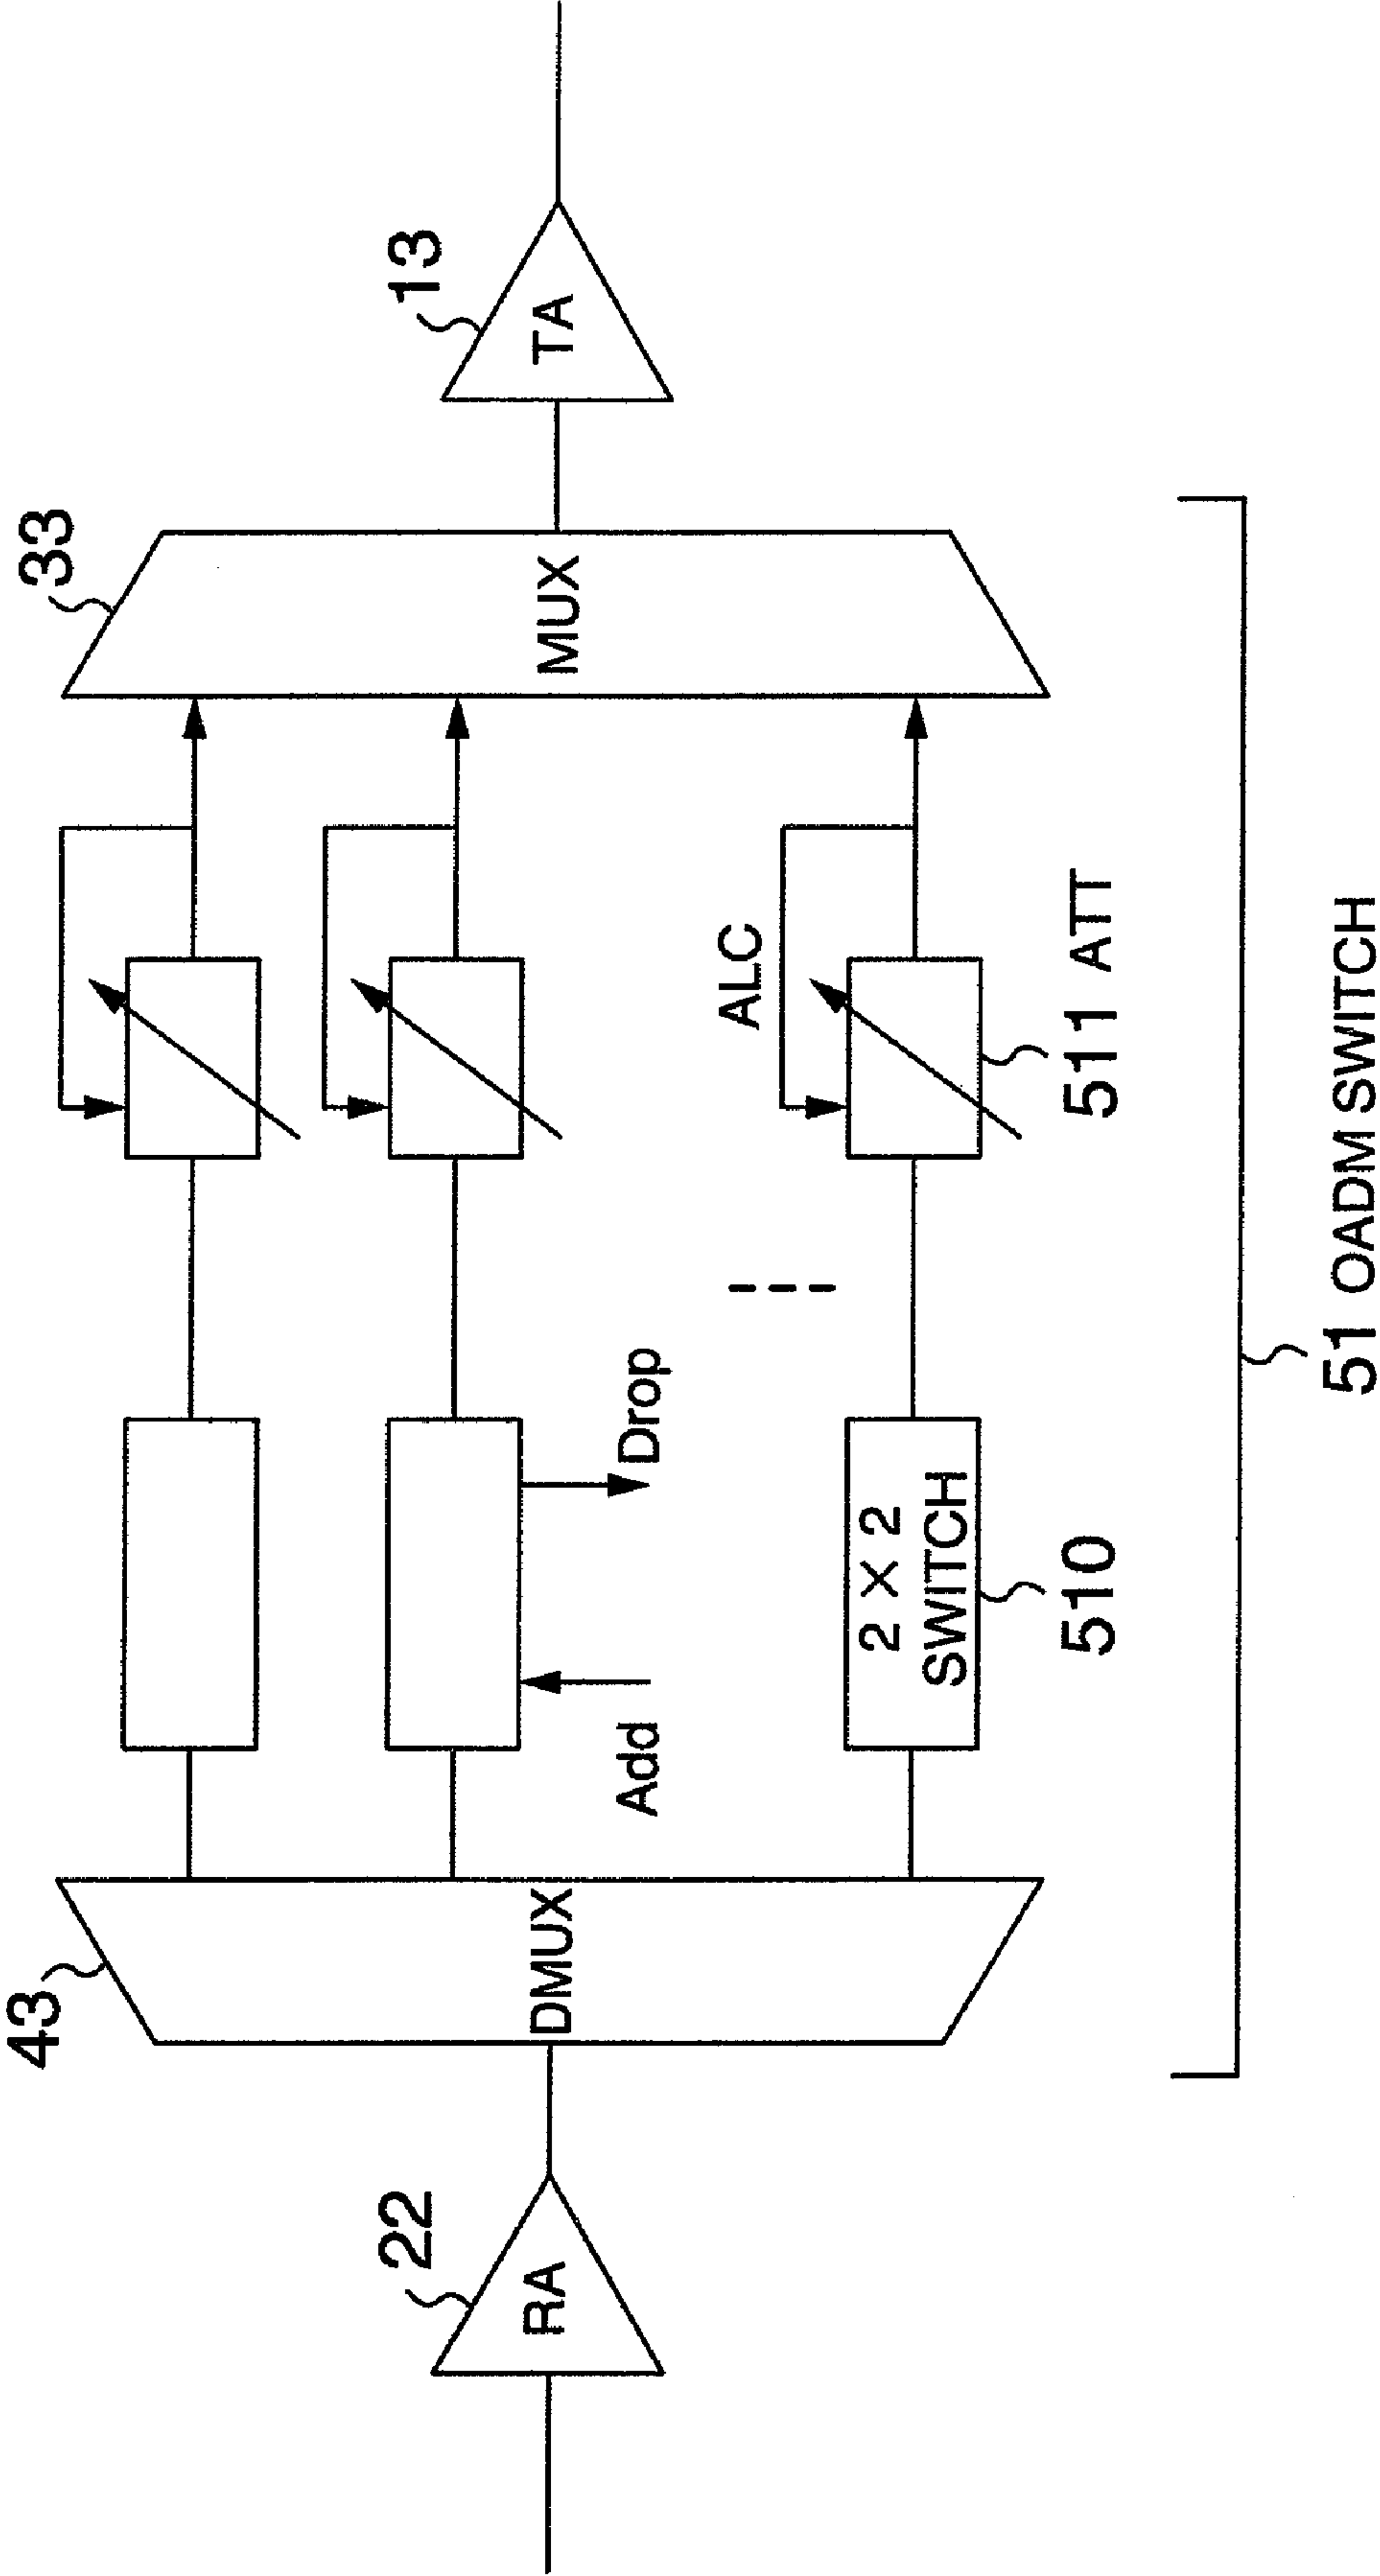 43
33
22
13
RA
DMUX
MUX
TA
Add
Drop
ALC
2 × 2
SWITCH
510
511 ATT
51 OADM SWITCH